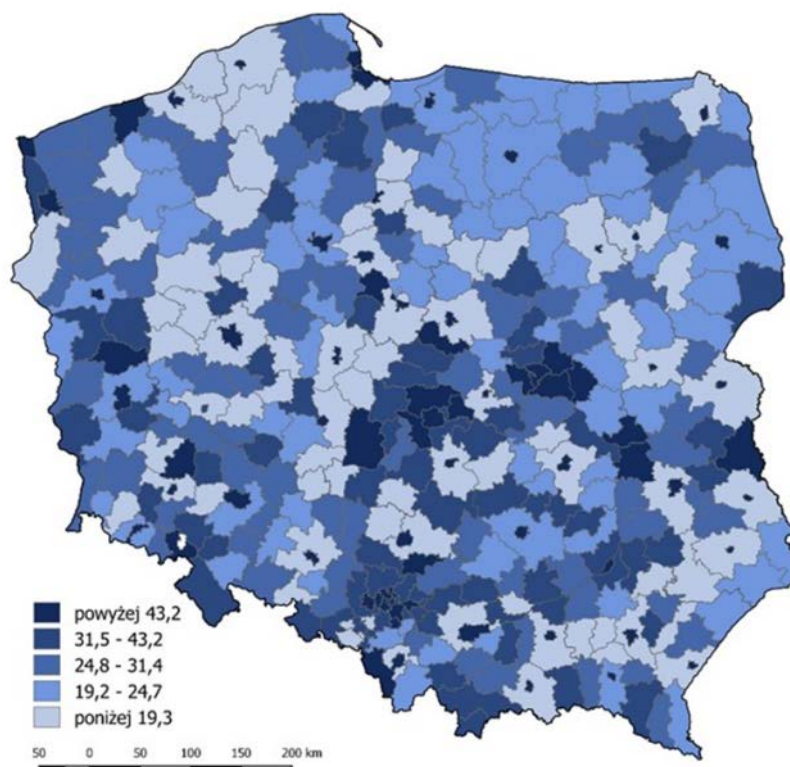 powyżej 43,2
31,5 - 43,2
24,8 - 31,4
19,2 - 24,7
poniżej 19,3
50 0 50 100 150 200 km